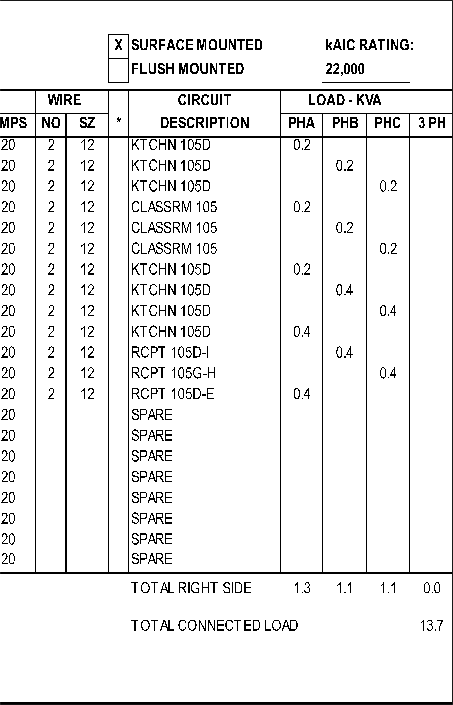 X SURFACE MOUNTED kAIC RATING:
FLUSH MOUNTED 22,000
WIRE CIRCUIT LOAD - KVA
MPS NO SZ * DESCRIPTION PHA PHB PHC 3 PH
20 2 12 KTCHN 105D 0.2
20 2 12 KTCHN 105D 0.2
20 2 12 KTCHN 105D 0.2
20 2 12 CLASSRM 105 0.2
20 2 12 CLASSRM 105 0.2
20 2 12 CLASSRM 105 0.2
20 2 12 KTCHN 105D 0.2
20 2 12 KTCHN 105D 0.4
20 2 12 KTCHN 105D 0.4
20 2 12 KTCHN 105D 0.4
20 2 12 RCPT 105D-I 0.4
20 2 12 RCPT 105G-H 0.4
20 2 12 RCPT 105D-E 0.4
20 SPARE
20 SPARE
20 SPARE
20 SPARE
20 SPARE
20 SPARE
20 SPARE
20 SPARE
TOTAL RIGHT SIDE 1.3 1.1 1.1 0.0
TOTAL CONNECTED LOAD 13.7